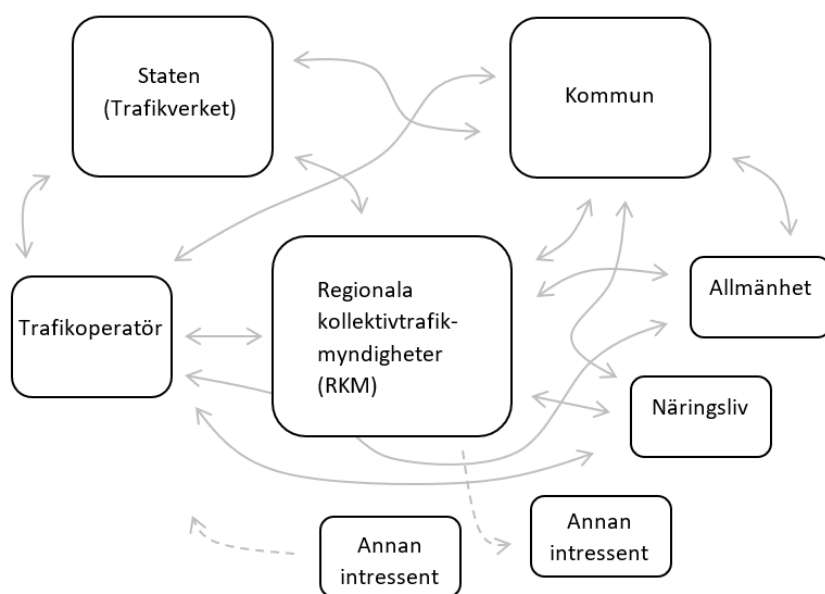 Staten
(Trafikverket)
Kommun
Trafikoperatör
Regionala
kollektivtrafik-
myndigheter
(RKM)
Allmänhet
Näringsliv
Annan
intressent
Annan
intressent